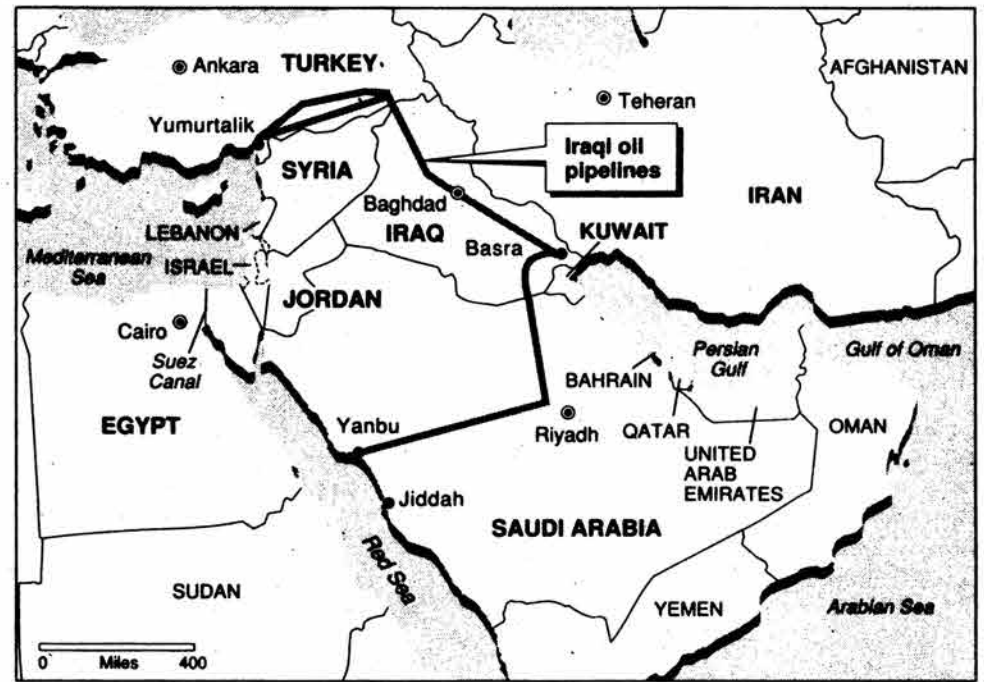 Ankara
TURKEY
AFGHANISTAN
Teheran
Yumurtalik
Iraqi oil
pipelines
SYRIA
IRAN
Baghdad
LEBANON
IRAQ
KUWAIT
Basra
Mediterranean
Sea
ISRAEL
JORDAN
Cairo
Suez
Canal
Persian
Gulf
Gulf of Oman
BAHRAIN
EGYPT
Yanbu
Riyadh
QATAR
OMAN
UNITED
ARAB
EMIRATES
Jiddah
SAUDI ARABIA
Red Sea
SUDAN
YEMEN
Arabian Sea
0 Miles 400